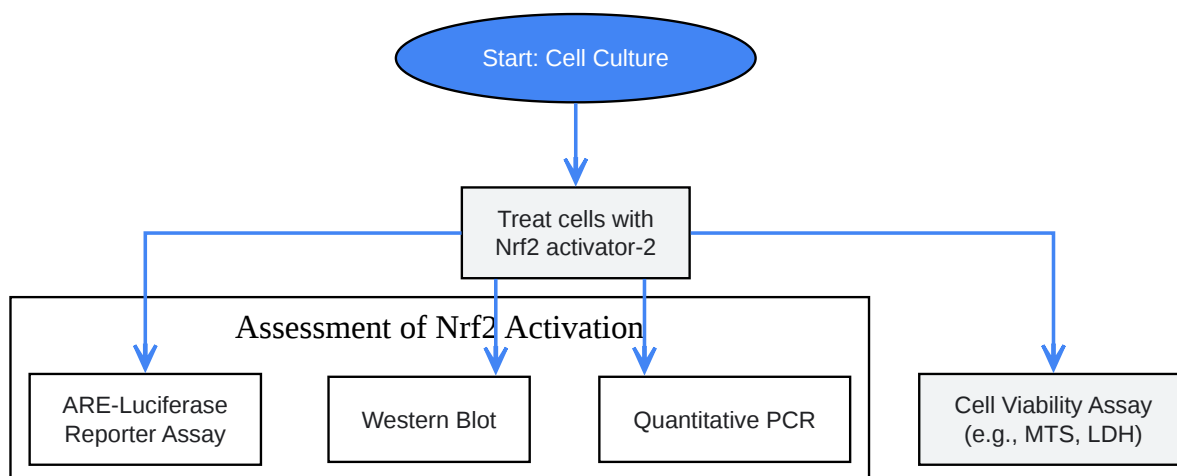 Start: Cell Culture
Treat cells with
Nrf2 activator-2
Assessment of Nrf2 Activation
ARE-Luciferase
Reporter Assay
Western Blot
Quantitative PCR
Cell Viability Assay
(e.g., MTS, LDH)